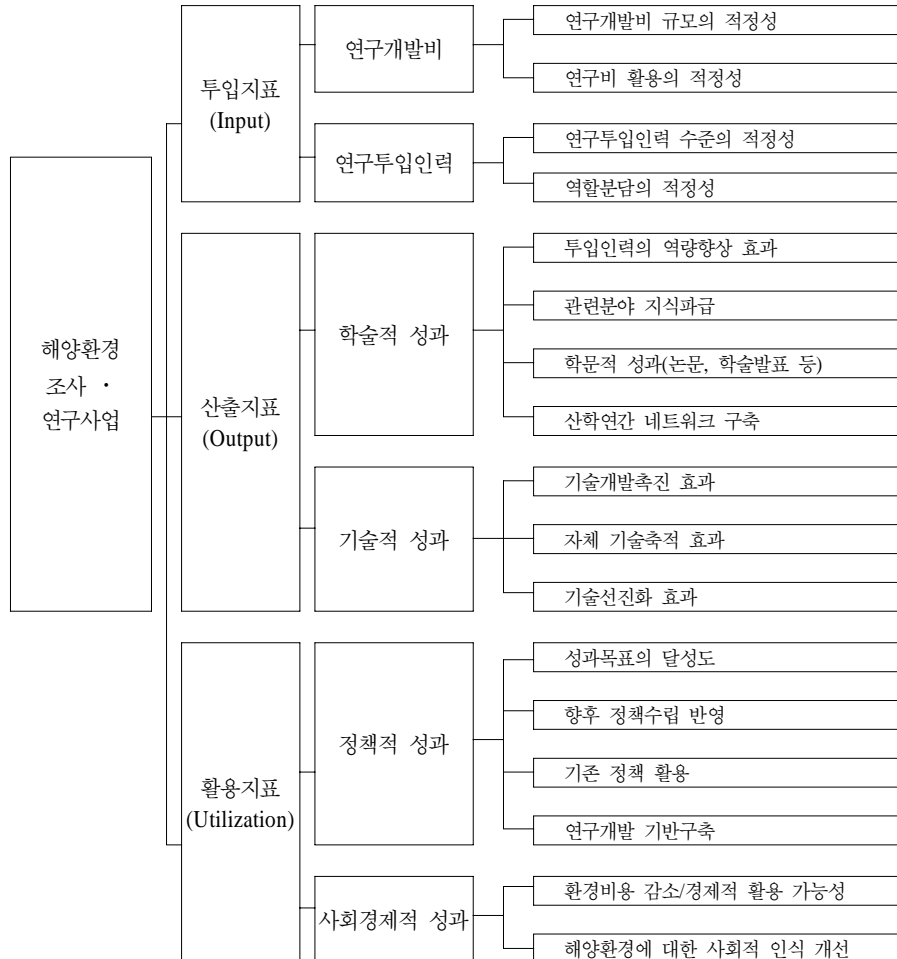 해양환경
조사 ・
연구사업
투입지표
(Input)
연구개발비
연구개발비 규모의 적정성
연구비 활용의 적정성
연구투입인력
연구투입인력 수준의 적정성
역할분담의 적정성
산출지표
(Output)
학술적 성과
투입인력의 역량향상 효과
관련분야 지식파급
학문적 성과(논문, 학술발표 등)
산학연간 네트워크 구축
기술적 성과
기술개발촉진 효과
자체 기술축적 효과
기술선진화 효과
활용지표
(Utilization)
정책적 성과
성과목표의 달성도
향후 정책수립 반영
기존 정책 활용
연구개발 기반구축
사회경제적 성과
환경비용 감소/경제적 활용 가능성
해양환경에 대한 사회적 인식 개선